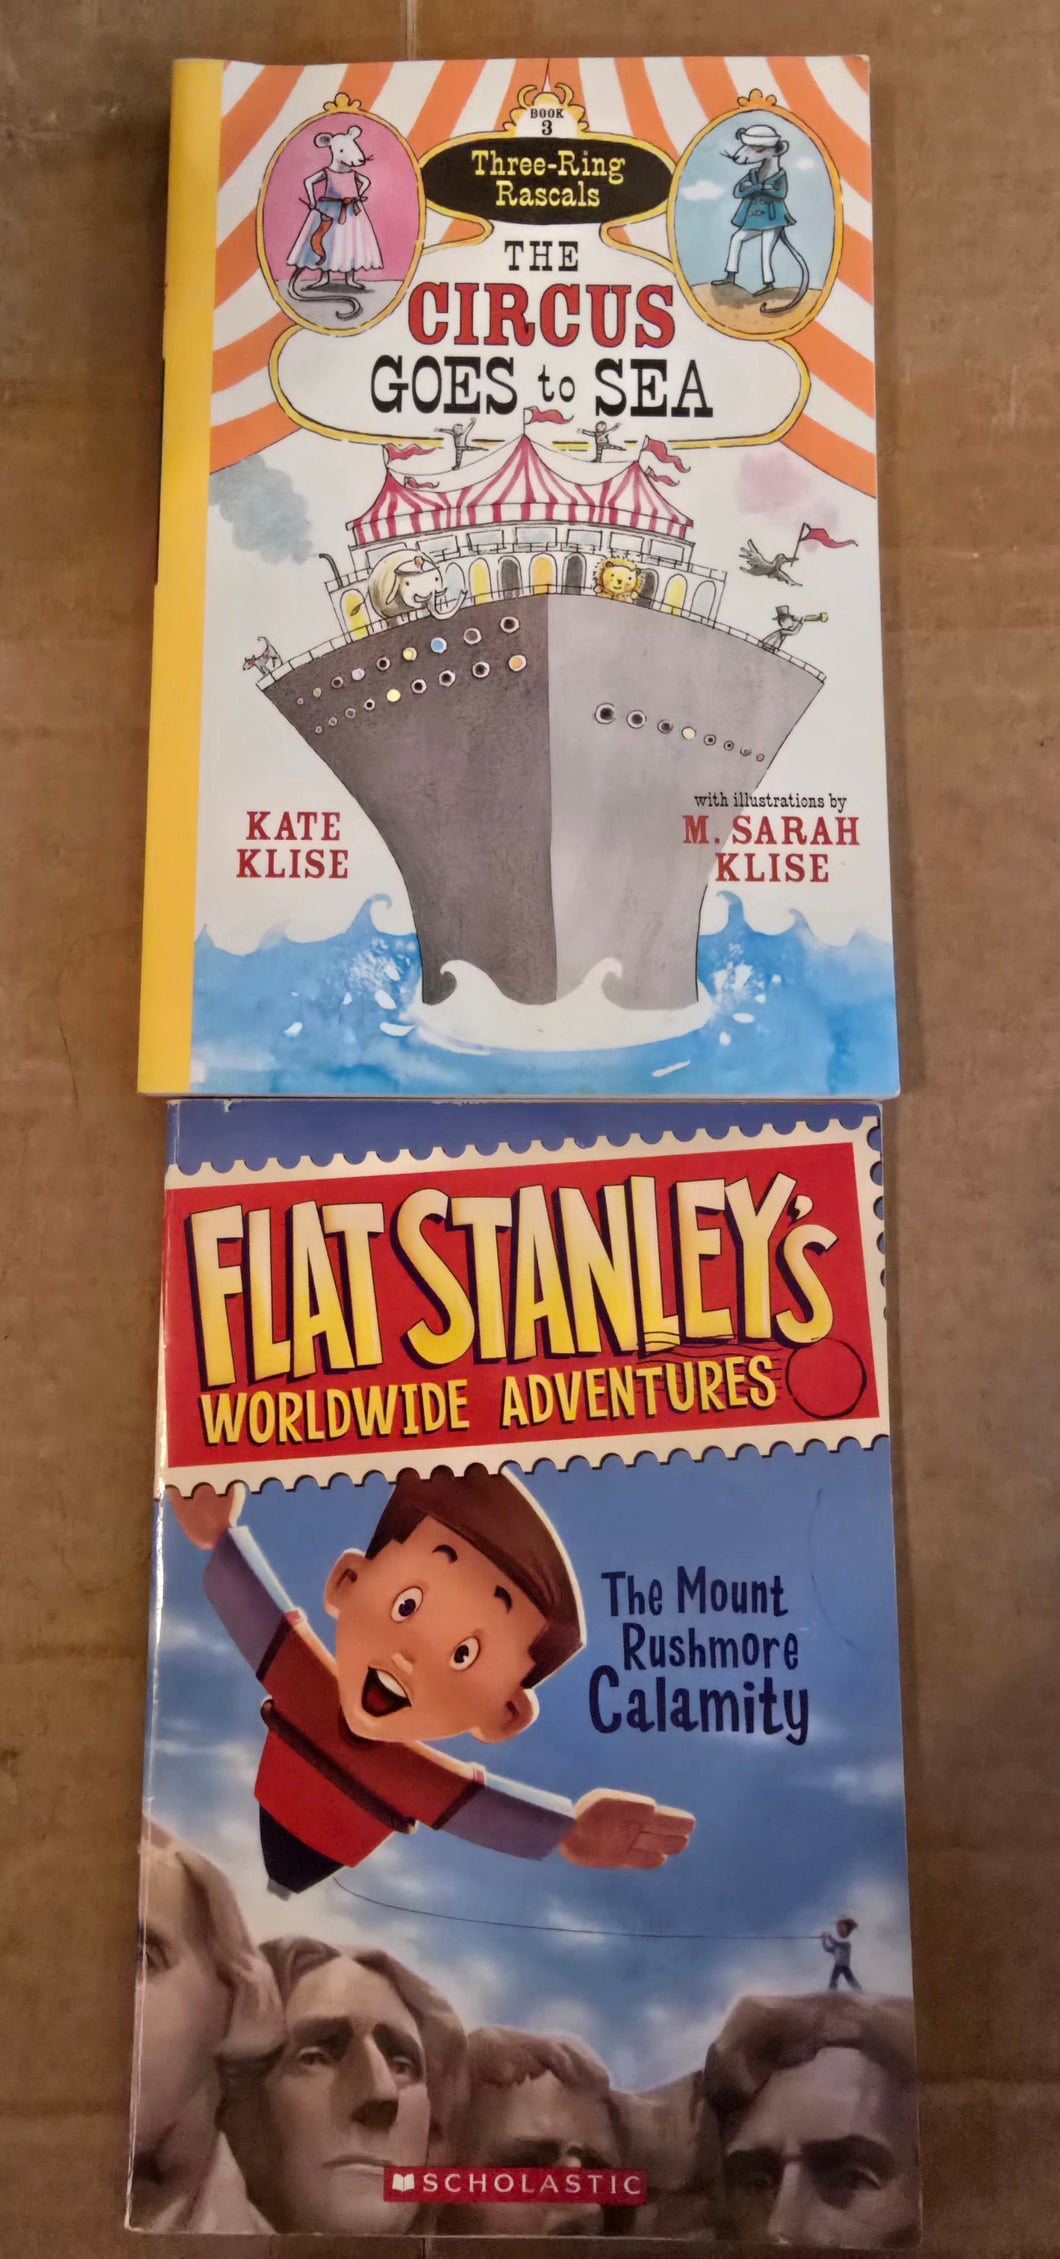 BOOK
3
Three-Ring
Rascals
THE
CIRCUS
GOES to SEA
KATE
KLISE
with illustrations by
M. SARAH
KLISE
FLAT STANLEY'S
WORLDWIDE ADVENTURES
The Mount
Rushmore
Calamity
SCHOLASTIC